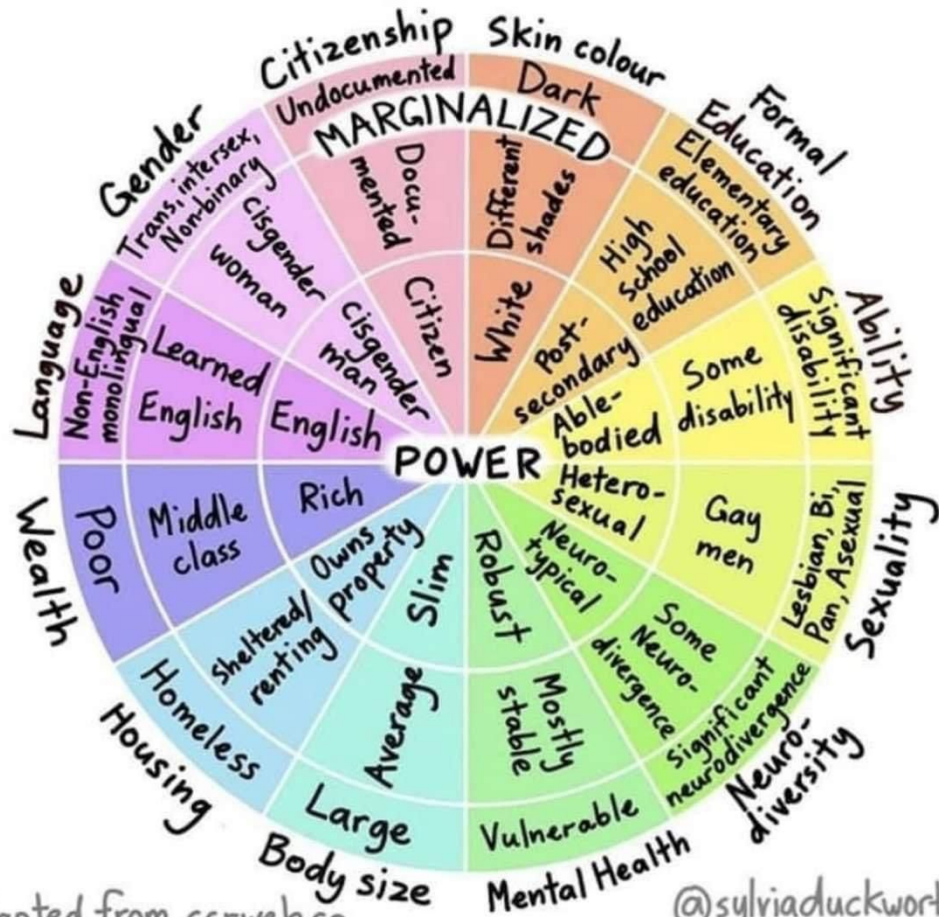 Citizenship
Undocumented
Docu-
mented
Citizen
Skin colour
Dark
Different
shades
White
Formal
Education
Elementary
education
High
School
education
Post-
secondary
Ability
Significant
disability
Some
disability
Able-
bodied
Sexuality
Lesbian, Bi,
Pan, Asexual
Gay
men
Hetero-
sexual
Neuro-
diversity
Significant
neurodivergence
Some
Neuro-
divergence
Neuro-
typical
Mental Health
Vulnerable
Mostly
stable
Robust
Body size
Large
Average
Slim
Housing
Homeless
Sheltered/
renting
Owns
property
Wealth
Poor
Middle
class
Rich
Language
Non-English
monolingual
Learned
English
English
Gender
Trans, intersex,
Non-binary
Cisgender
woman
Cisgender
man
MARGINALIZED
POWER
from
@sylviaduckwort